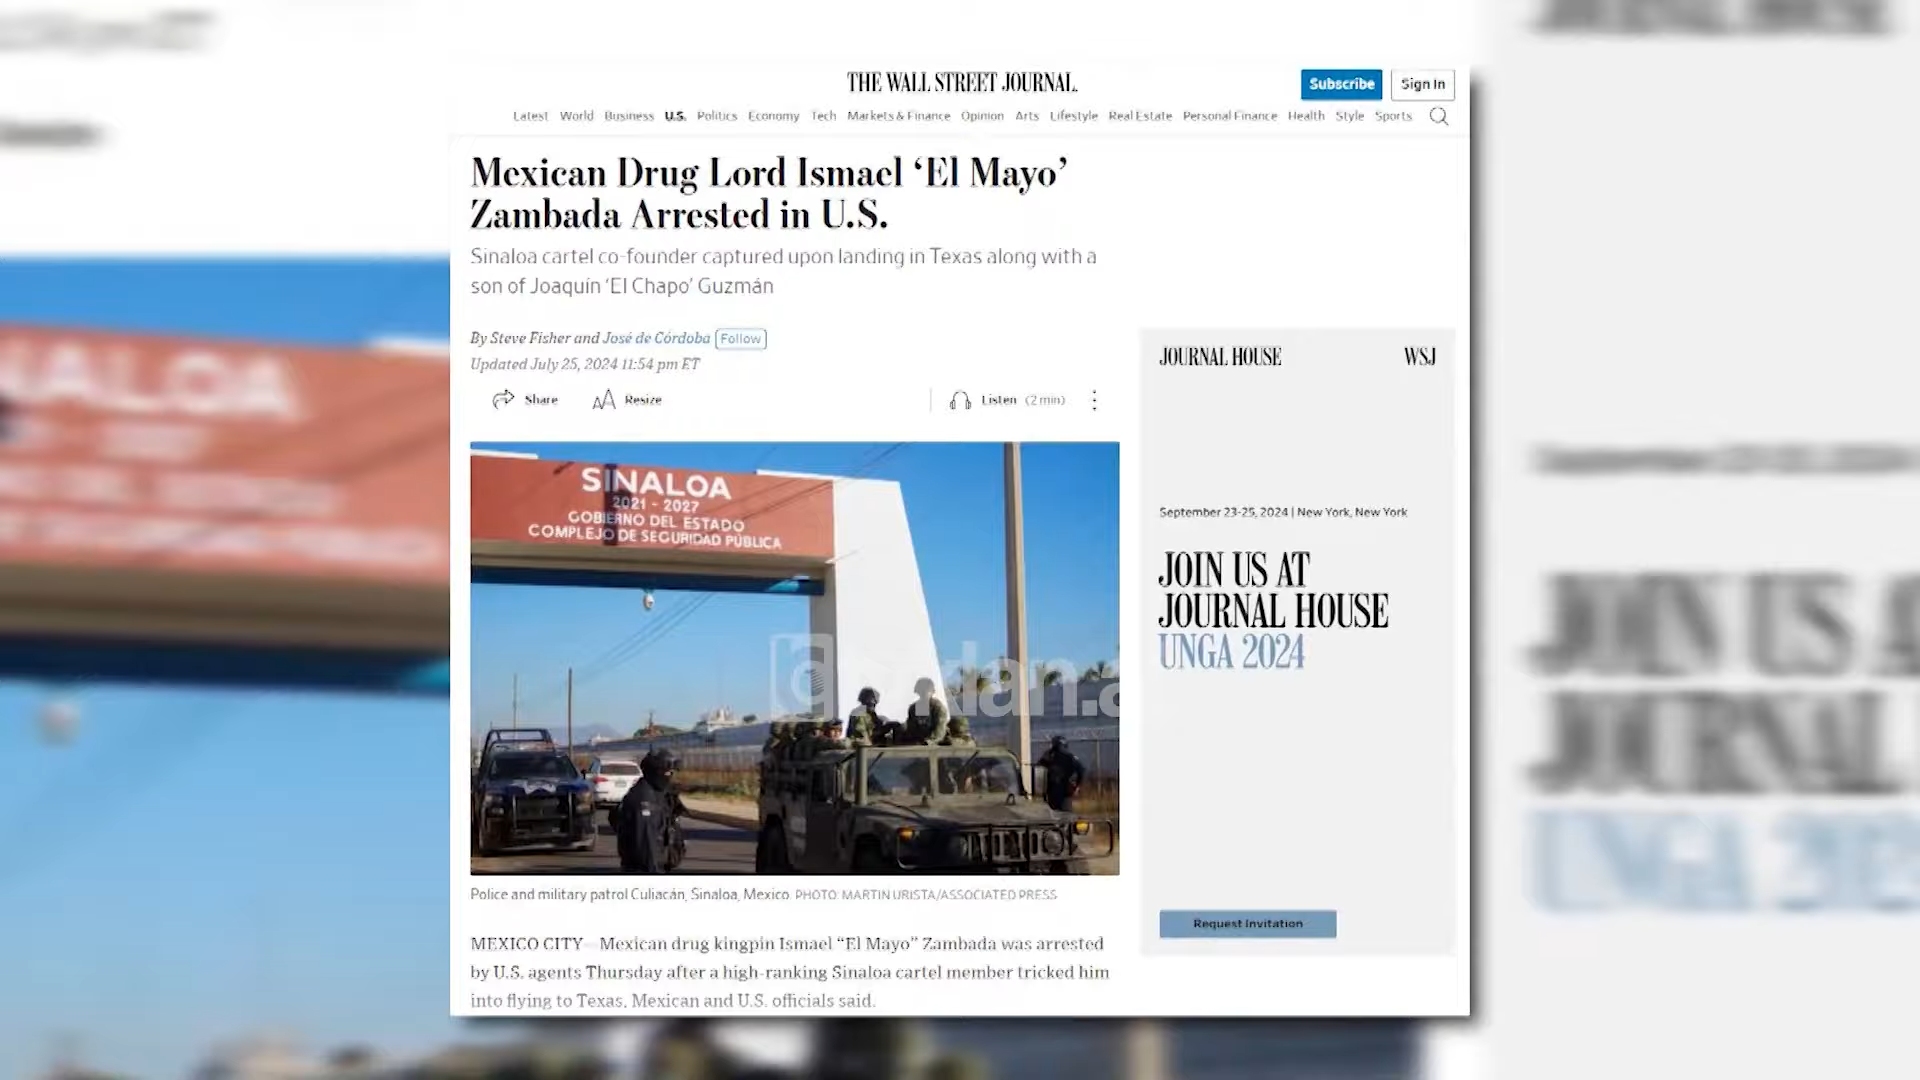 THE WALL STREET JOURNAL.
Subscribe
Sign In
Latest World Business U.S. Politics Economy Tech Markets & Finance Opinion Arts Lifestyle Real Estate Personal Finance Health Style Sports
Mexican Drug Lord Ismael ‘El Mayo’
Zambada Arrested in U.S.
Sinaloa cartel co-founder captured upon landing in Texas along with a
son of Joaquín ‘El Chapo’ Guzmán
By Steve Fisher and José de Córdoba Follow
Updated July 25, 2024 11:54 pm ET
Share Resize Listen (2 min)
SINALOA
2021 - 2027
GOBIERNO DEL ESTADO
COMPLEJO DE SEGURIDAD PÚBLICA
Police and military patrol Culiacán, Sinaloa, Mexico. PHOTO: MARTIN URISTA/ASSOCIATED PRESS
MEXICO CITY—Mexican drug kingpin Ismael “El Mayo” Zambada was arrested
by U.S. agents Thursday after a high-ranking Sinaloa cartel member tricked him
into flying to Texas, Mexican and U.S. officials said.
JOURNAL HOUSE WSJ
September 23-25, 2024 | New York, New York
JOIN US AT
JOURNAL HOUSE
UNGA 2024
Request Invitation